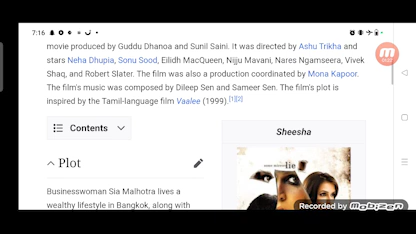 7:16
movie produced by Guddu Dhanoa and Sunil Saini. It was directed by Ashu Trikha and
stars Neha Dhupia, Sonu Sood, Eilidh MacQueen, Nijju Mavani, Nares Ngamseera, Vivek
Shaq, and Robert Slater. The film was also a production coordinated by Mona Kapoor.
The film's music was composed by Dileep Sen and Sameer Sen. The film's plot is
inspired by the Tamil-language film Vaalee (1999).[1][2]
Contents
Sheesha
Plot
lie
Businesswoman Sia Malhotra lives a
wealthy lifestyle in Bangkok, along with
Recorded by Mobizen